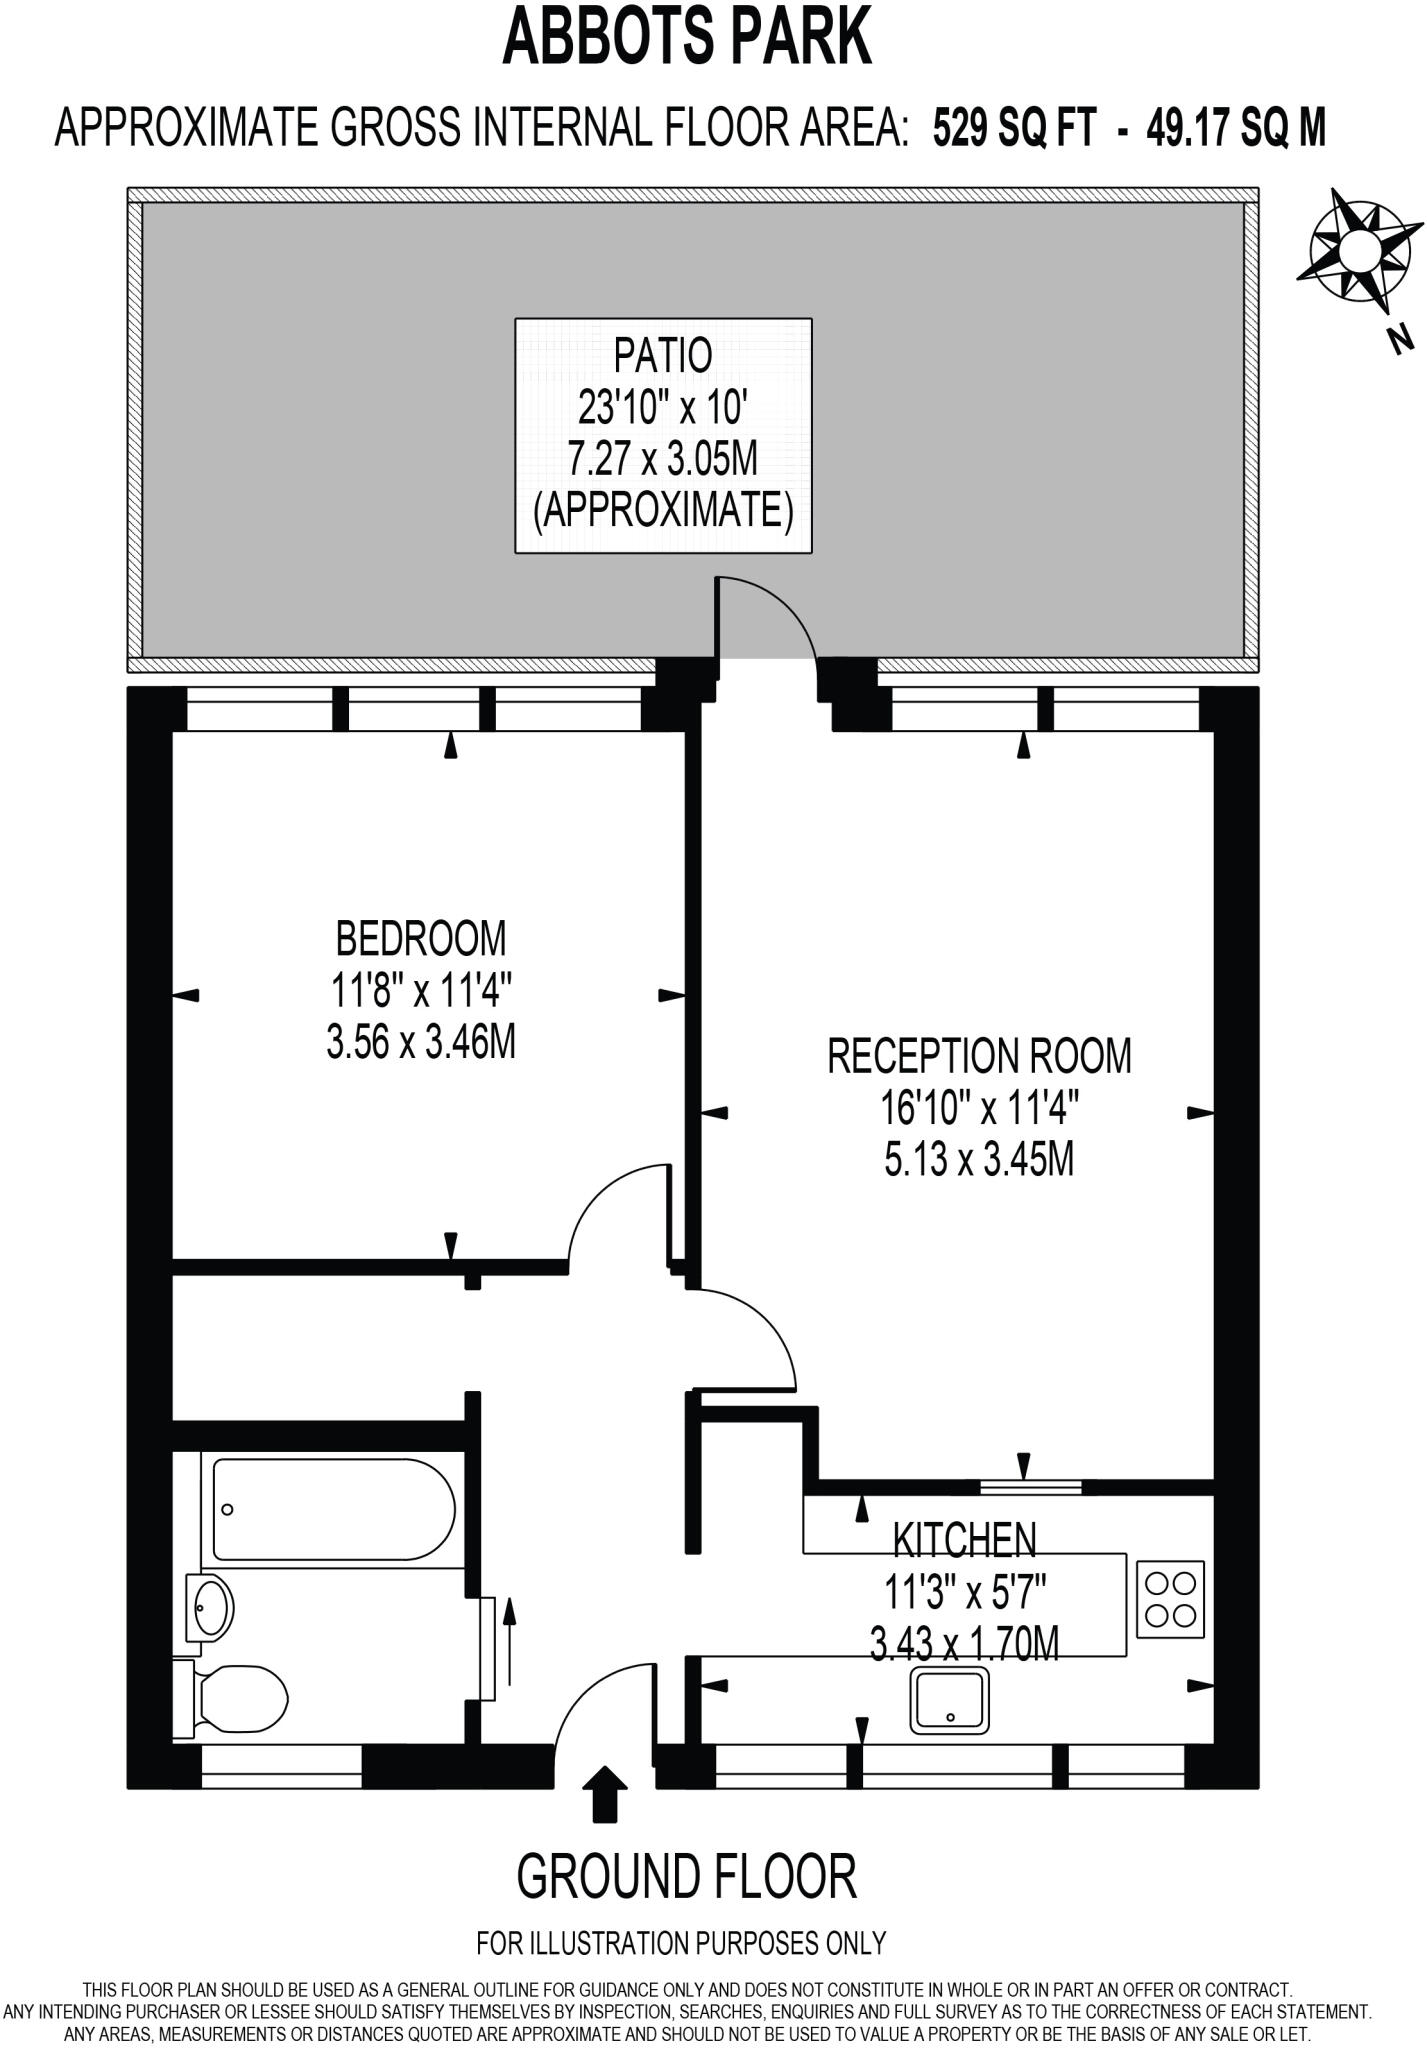 ABBOTS PARK
APPROXIMATE GROSS INTERNAL FLOOR AREA: 529 SQ FT - 49.17 SQ M
N
PATIO
23'10" x 10'
7.27 x 3.05M
(APPROXIMATE)
BEDROOM
11'8" x 11'4"
3.56 x 3.46M
RECEPTION ROOM
16'10" x 11'4"
5.13 x 3.45M
KITCHEN
11'3" x 5'7"
3.43 x 1.70M
GROUND FLOOR
FOR ILLUSTRATION PURPOSES ONLY
THIS FLOOR PLAN SHOULD BE USED AS A GENERAL OUTLINE FOR GUIDANCE ONLY AND DOES NOT CONSTITUTE IN WHOLE OR IN PART AN OFFER OR CONTRACT.
ANY INTENDING PURCHASER OR LESSEE SHOULD SATISFY THEMSELVES BY INSPECTION, SEARCHES, ENQUIRIES AND FULL SURVEY AS TO THE CORRECTNESS OF EACH STATEMENT.
ANY AREAS, MEASUREMENTS OR DISTANCES QUOTED ARE APPROXIMATE AND SHOULD NOT BE USED TO VALUE A PROPERTY OR BE THE BASIS OF ANY SALE OR LET.